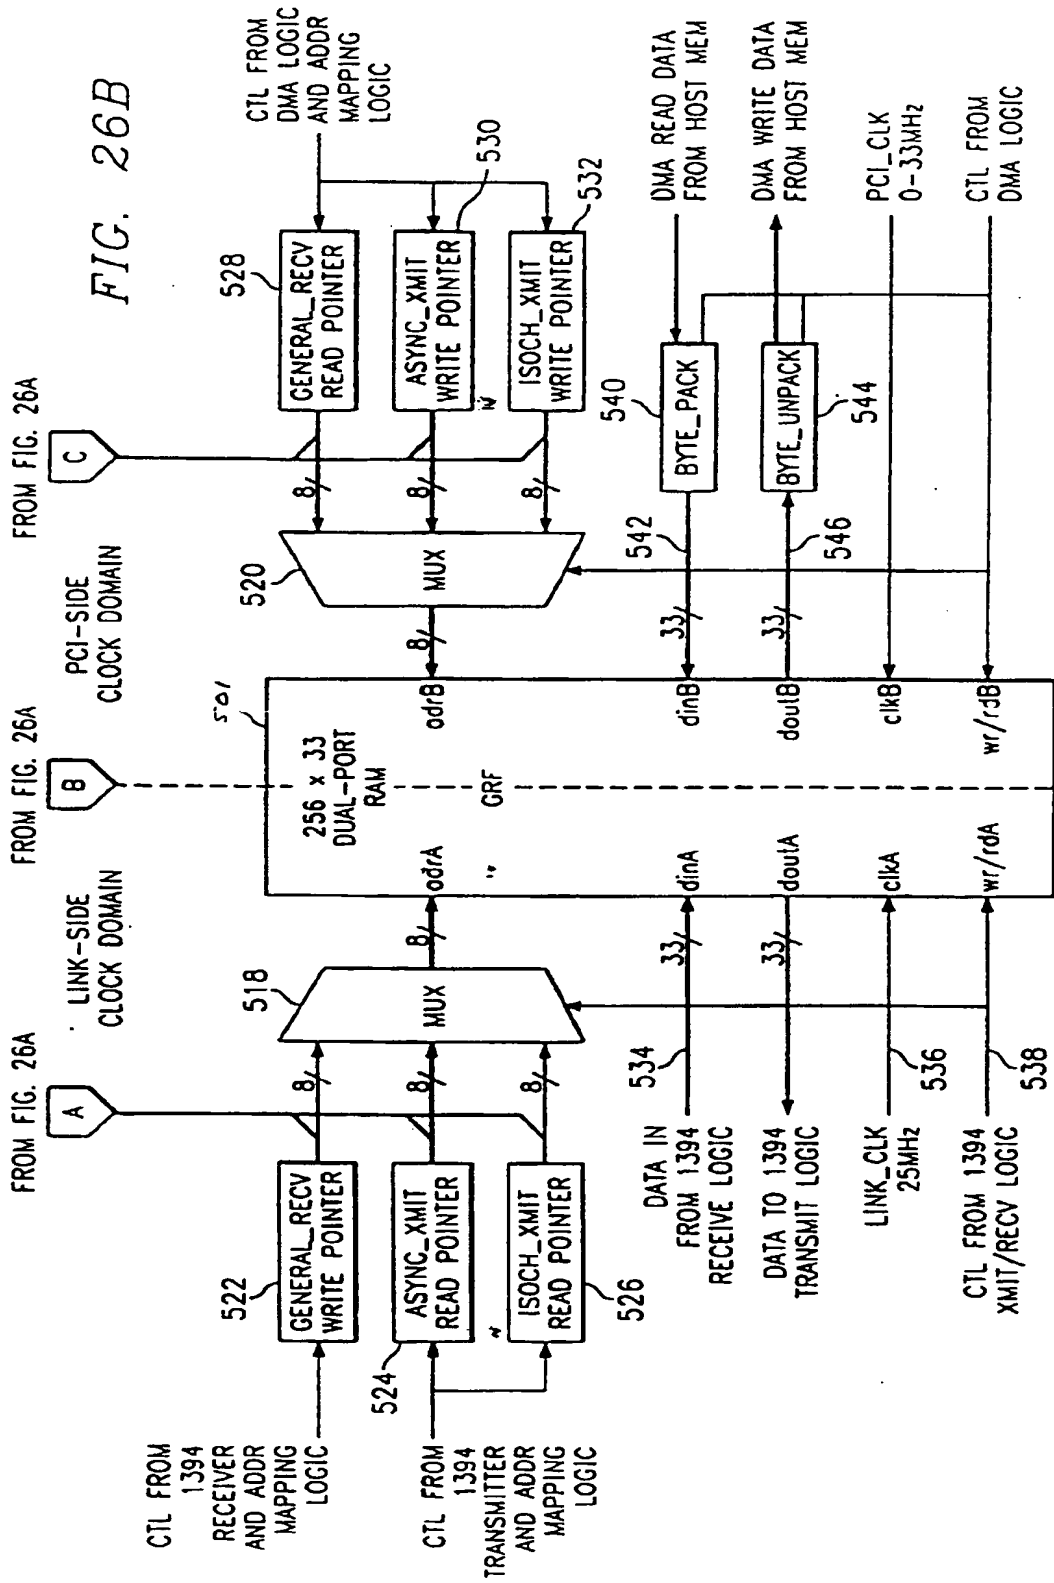 FIG. 26B
FROM FIG. 26A
A
FROM FIG. 26A
B
FROM FIG. 26A
C
LINK-SIDE
CLOCK DOMAIN
PCI-SIDE
CLOCK DOMAIN
CTL FROM
1394
RECEIVER
AND ADDR
MAPPING
LOGIC
522
GENERAL_RECV
WRITE POINTER
8
CTL FROM
1394
TRANSMITTER
AND ADDR
MAPPING
LOGIC
524
ASYNC_XMIT
READ POINTER
8
ISOCH_XMIT
READ POINTER
526
8
518
MUX
8
501
256 x 33
DUAL-PORT
RAM
GRF
adrA
dinA
doutA
clkA
wr/rdA
adrB
dinB
doutB
clkB
wr/rdB
8
520
MUX
8
8
8
528
GENERAL_RECV
READ POINTER
ASYNC_XMIT
WRITE POINTER
530
ISOCH_XMIT
WRITE POINTER
532
CTL FROM
DMA LOGIC
AND ADDR
MAPPING
LOGIC
DATA IN
FROM 1394
RECEIVE LOGIC
534
33
DATA TO 1394
TRANSMIT LOGIC
33
LINK_CLK
25MHz
536
CTL FROM 1394
XMIT/RECV LOGIC
538
33
542
BYTE_PACK
540
DMA READ DATA
FROM HOST MEM
33
546
BYTE_UNPACK
544
DMA WRITE DATA
FROM HOST MEM
PCI_CLK
0-33MHz
CTL FROM
DMA LOGIC